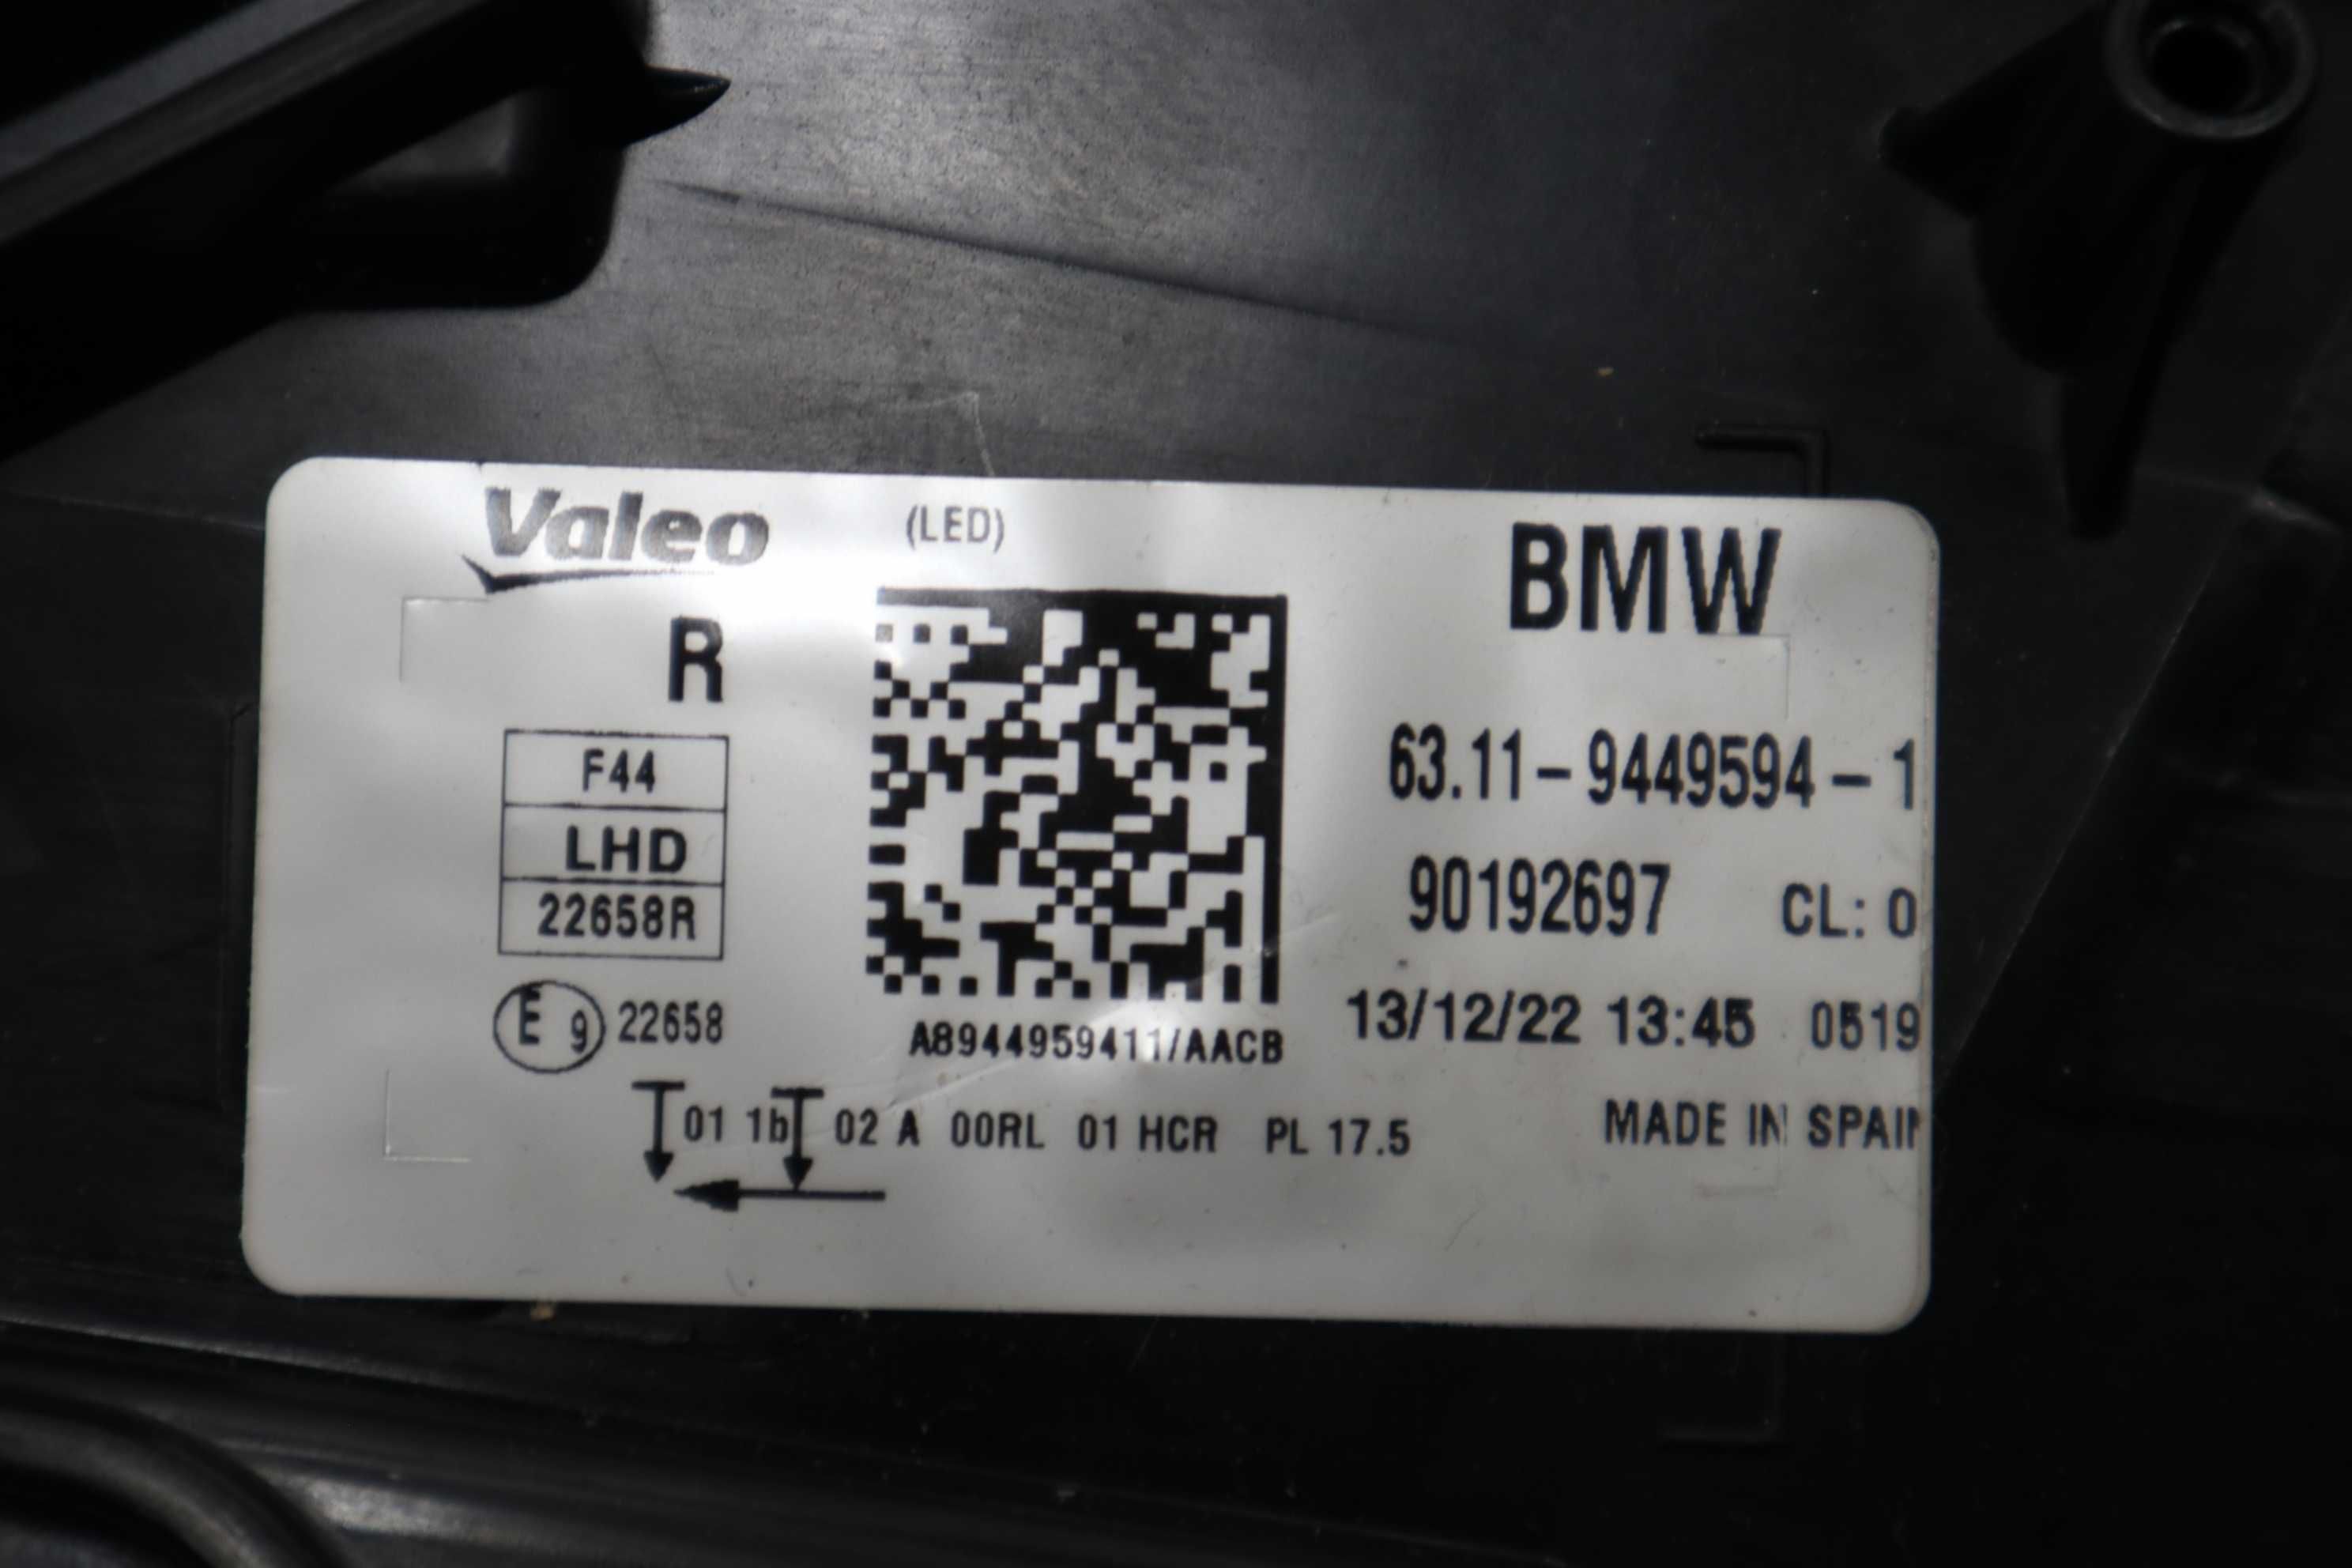 Valeo (LED) BMW
R
F44
LHD
22658R
63.11-9449594-1
90192697 CL: 0
E 9 22658
A8944959411/AACB
13/12/22 13:45 0519
01 1b 02 A 00RL 01 HCR PL 17.5
MADE IN SPAIN